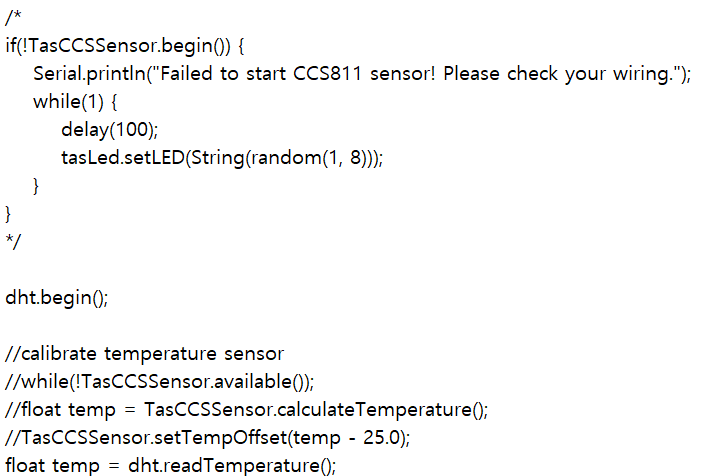 /*
if(!TasCCSSensor.begin()) {
Serial.println("Failed to start CCS811 sensor! Please check your wiring.");
while(1) {
delay(100);
tasLed.setLED(String(random(1, 8)));
}
}
*/
dht.begin();
//calibrate temperature sensor
//while(!TasCCSSensor.available());
//float temp = TasCCSSensor.calculateTemperature();
//TasCCSSensor.setTempOffset(temp - 25.0);
float temp = dht.readTemperature();